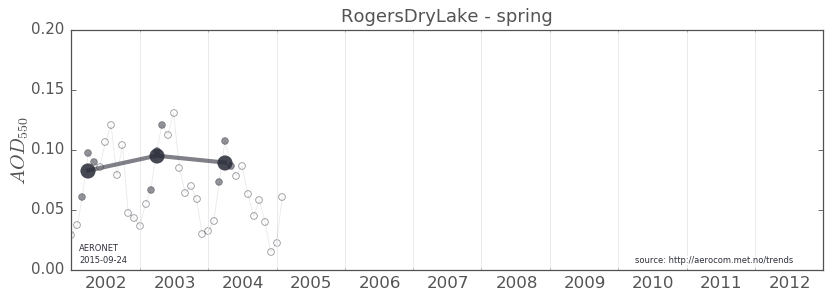 RogersDryLake - spring
0.20
0.15
0.10
0.05
0.00
AOD550
AERONET
2015-09-24
source: http://aerocom.met.no/trends
2002 2003 2004 2005 2006 2007 2008 2009 2010 2011 2012